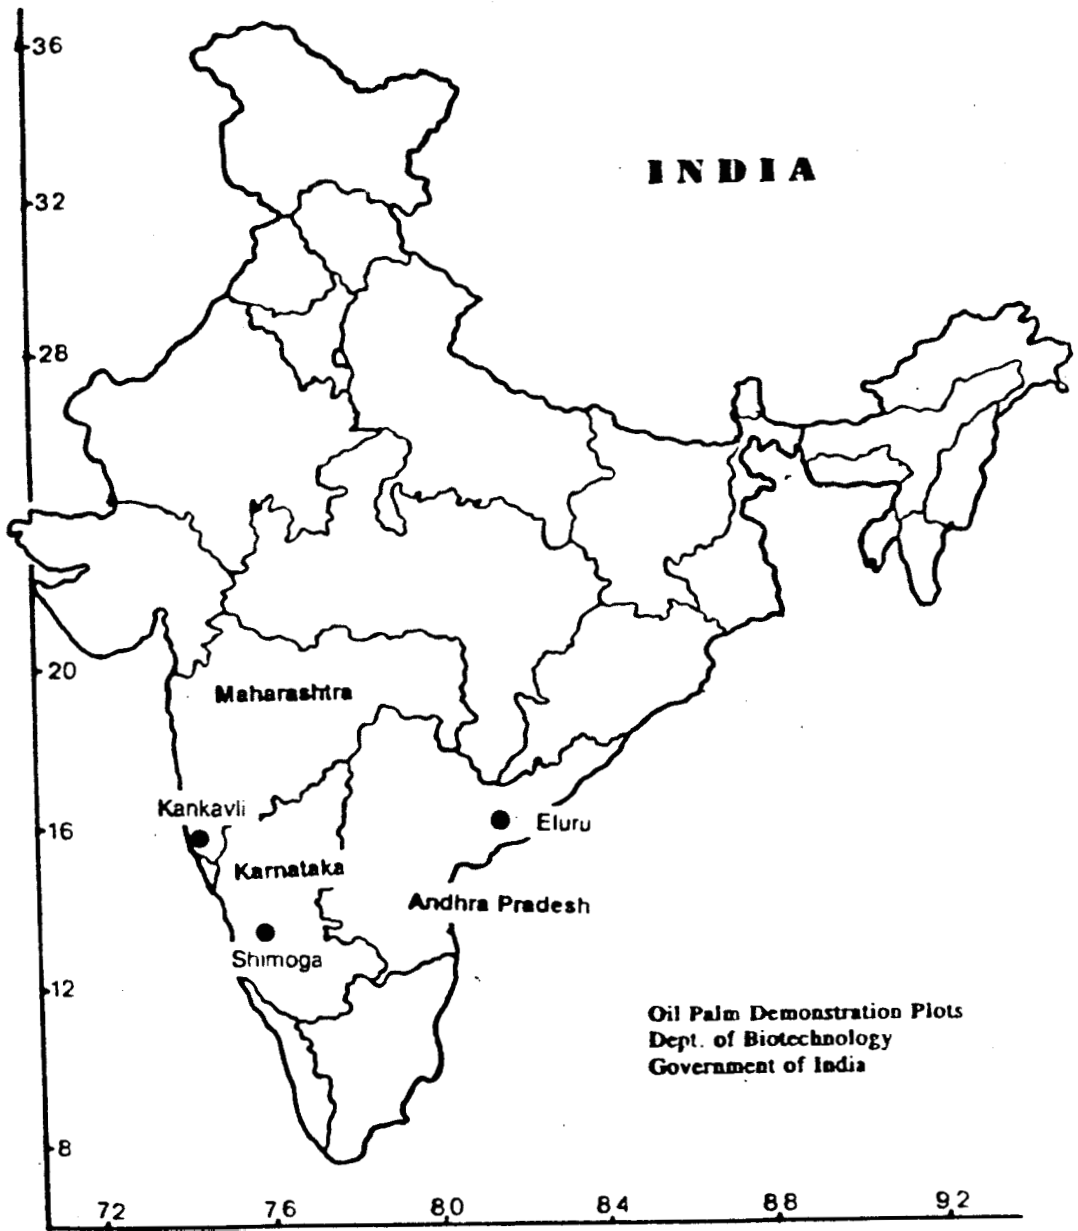 36
INDIA
32
28
20
Maharashtra
Kankavli
16
Eluru
Karnataka
Andhra Pradesh
Shimoga
12
Oil Palm Demonstration Plots
Dept. of Biotechnology
Government of India
8
72 76 80 84 88 92